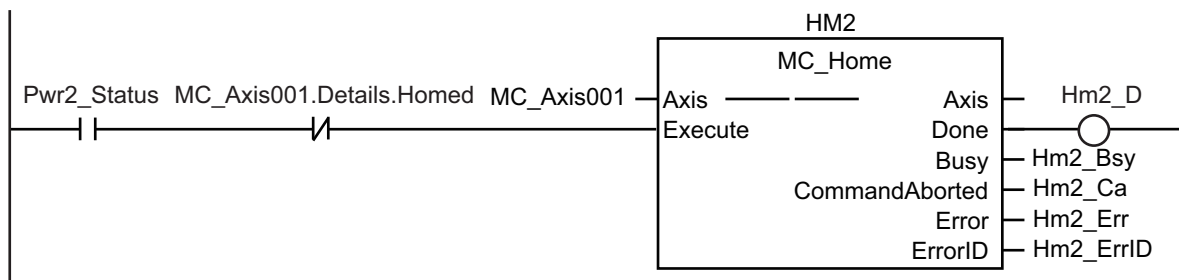 HM2
MC_Home
Pwr2_Status MC_Axis001.Details.Homed MC_Axis001 Axis Axis Hm2_D
Execute Done
Busy Hm2_Bsy
CommandAborted Hm2_Ca
Error Hm2_Err
ErrorID Hm2_ErrID